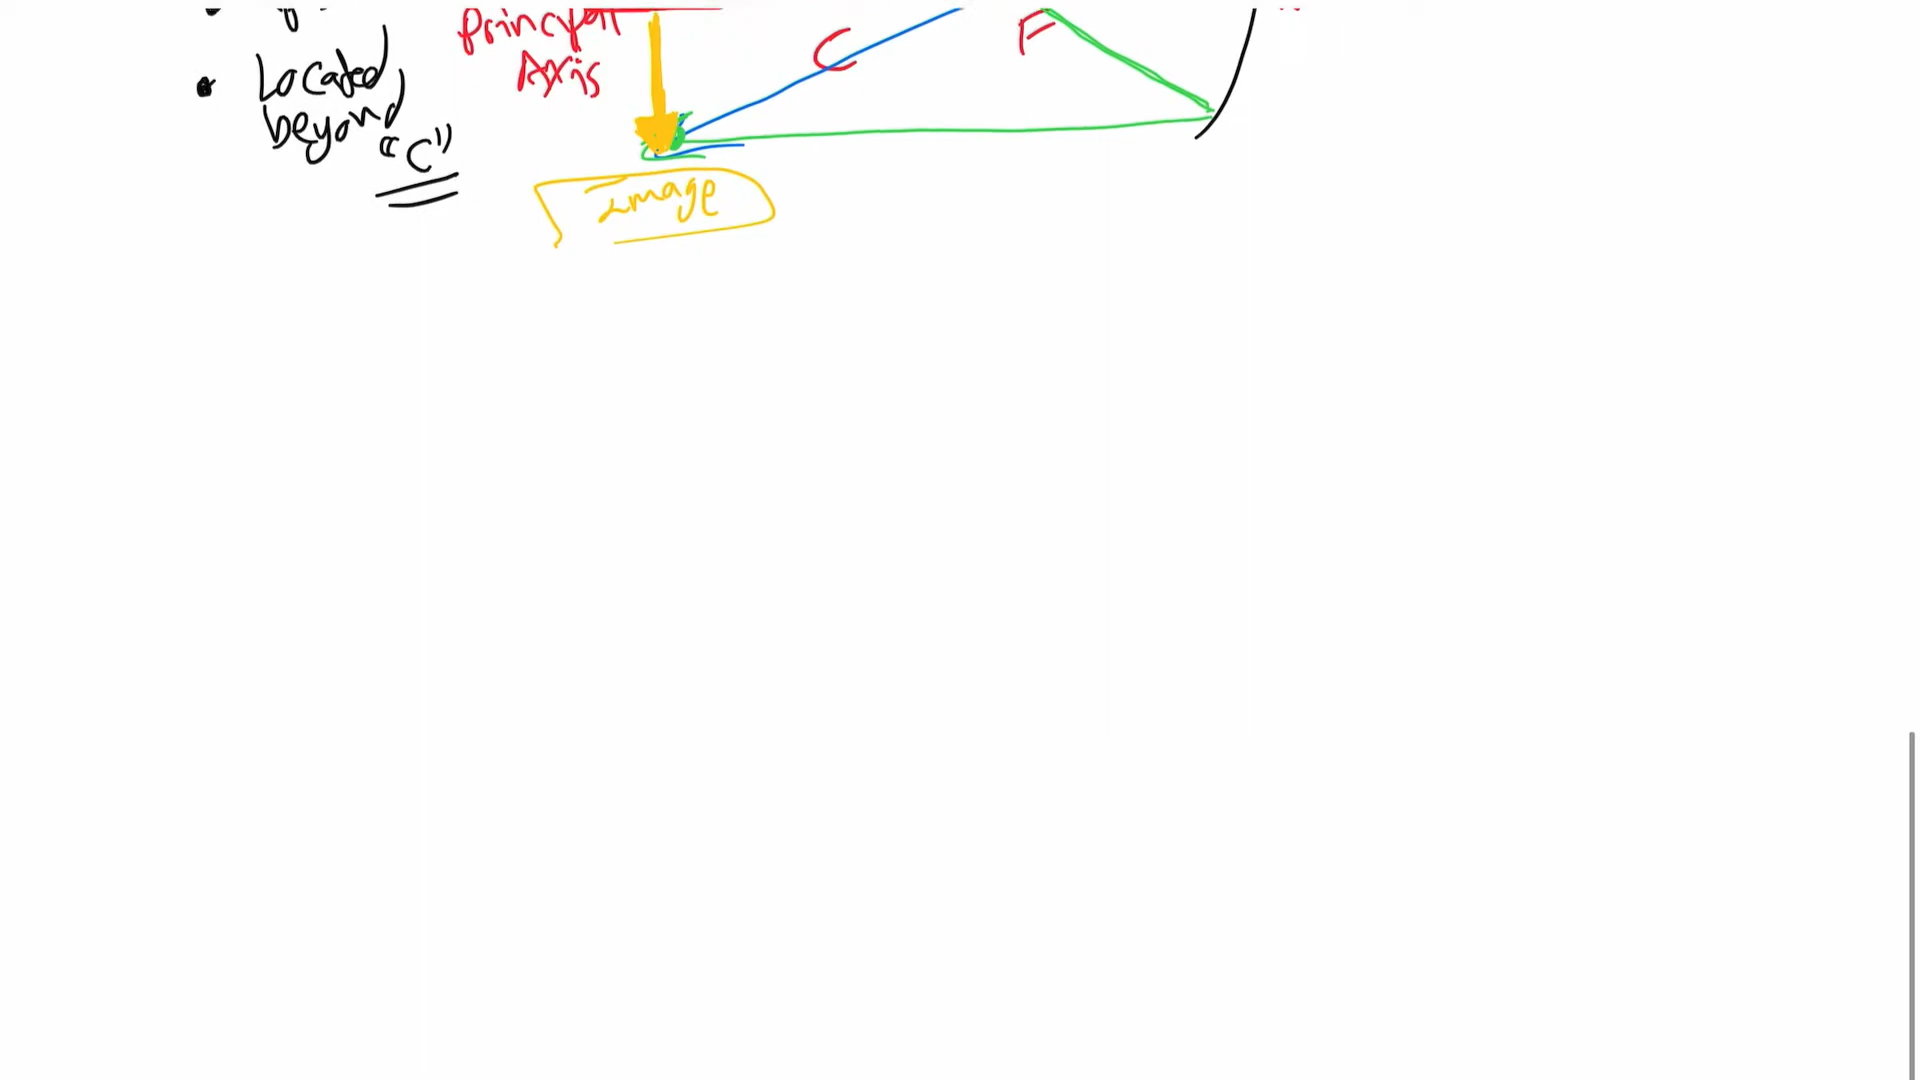 Principal
Axis
C
F
• Located
beyond
"C"
Image